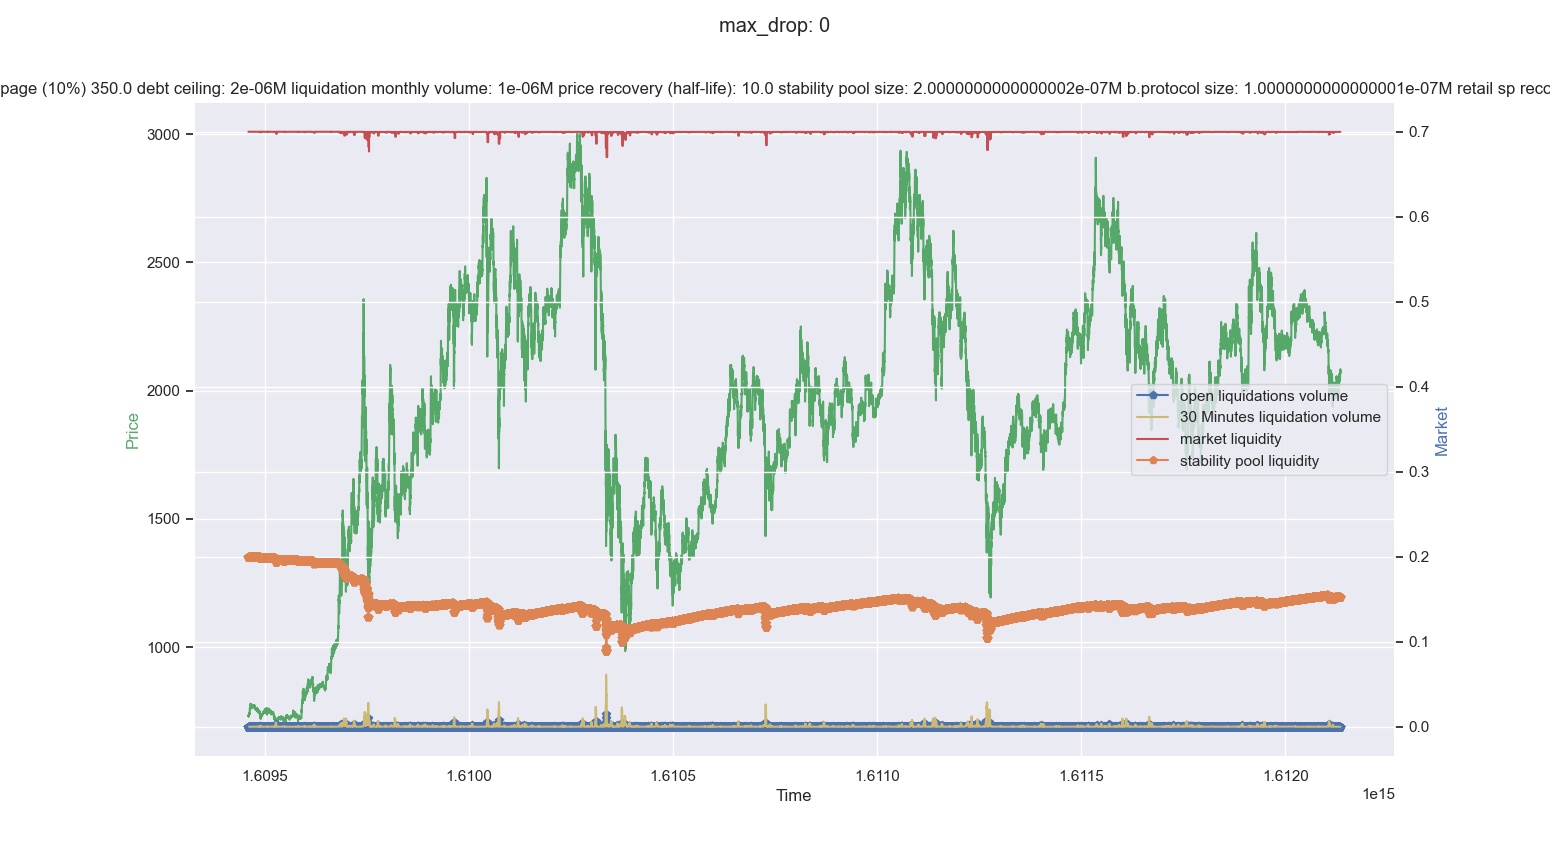 max_drop: 0
page (10%) 350.0 debt ceiling: 2e-06M liquidation monthly volume: 1e-06M price recovery (half-life): 10.0 stability pool size: 2.0000000000000002e-07M b.protocol size: 1.0000000000000001e-07M retail sp reco
3000
2500
2000
1500
1000
Price
0.7
0.6
0.5
0.4
0.3
0.2
0.1
0.0
Market
open liquidations volume
30 Minutes liquidation volume
market liquidity
stability pool liquidity
1.6095 1.6100 1.6105 1.6110 1.6115 1.6120
Time
1e15